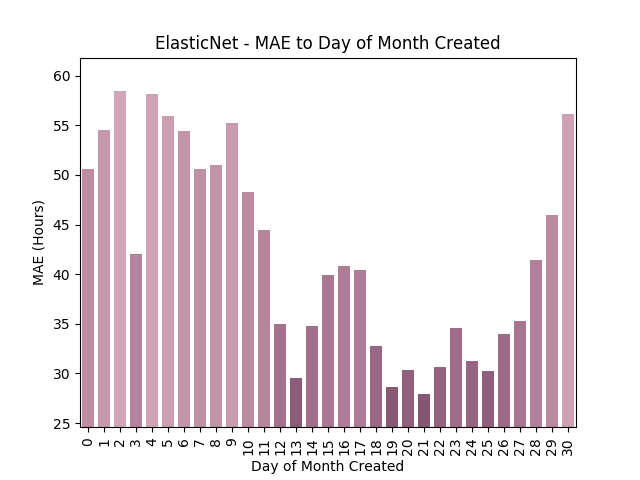 ElasticNet - MAE to Day of Month Created
MAE (Hours)
60
55
50
45
40
35
30
25
0 1 2 3 4 5 6 7 8 9 10 11 12 13 14 15 16 17 18 19 20 21 22 23 24 25 26 27 28 29 30
Day of Month Created